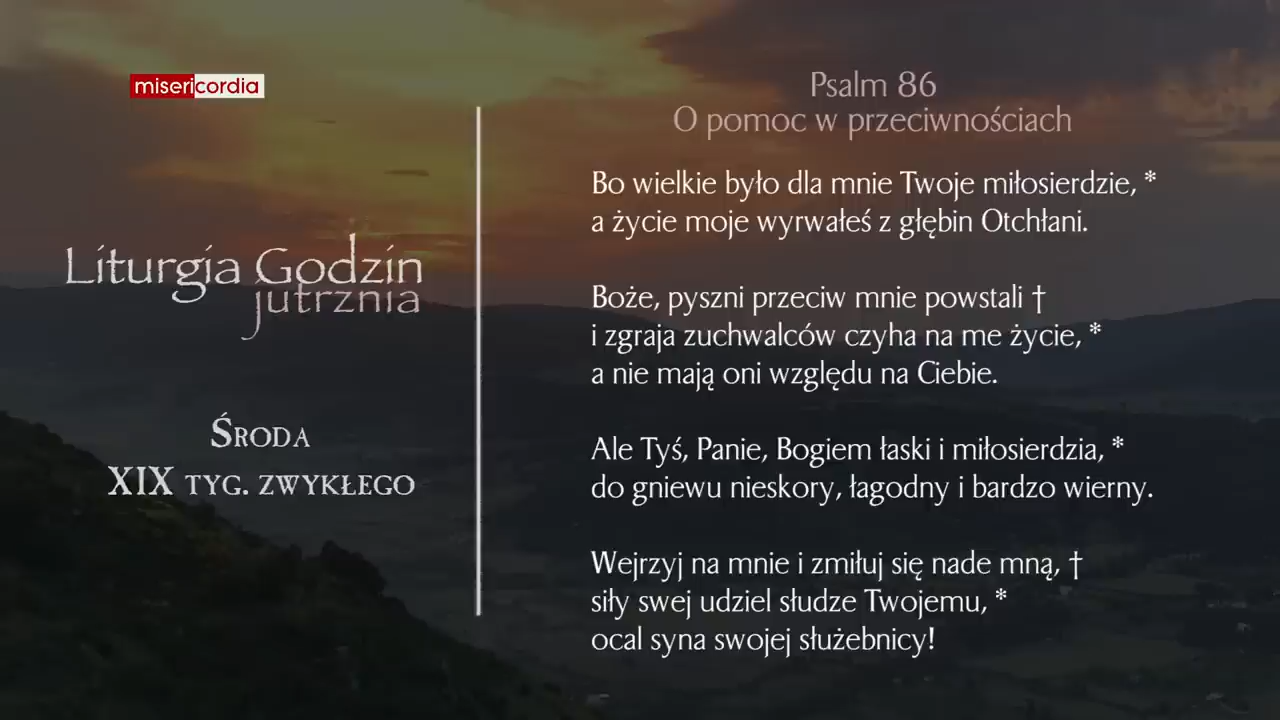 misericordia
Liturgia Godzin
jutrznia
Środa
XIX tyg. zwykłego
Psalm 86
O pomoc w przeciwnościach
Bo wielkie było dla mnie Twoje miłosierdzie, *
a życie moje wyrwałeś z głębin Otchłani.
Boże, pyszni przeciw mnie powstali †
i zgraja zuchwalców czyha na me życie, *
a nie mają oni względu na Ciebie.
Ale Tyś, Panie, Bogiem łaski i miłosierdzia, *
do gniewu nieskory, łagodny i bardzo wierny.
Wejrzyj na mnie i zmiłuj się nade mną, †
siły swej udziel słudze Twojemu, *
ocal syna swojej służebnicy!